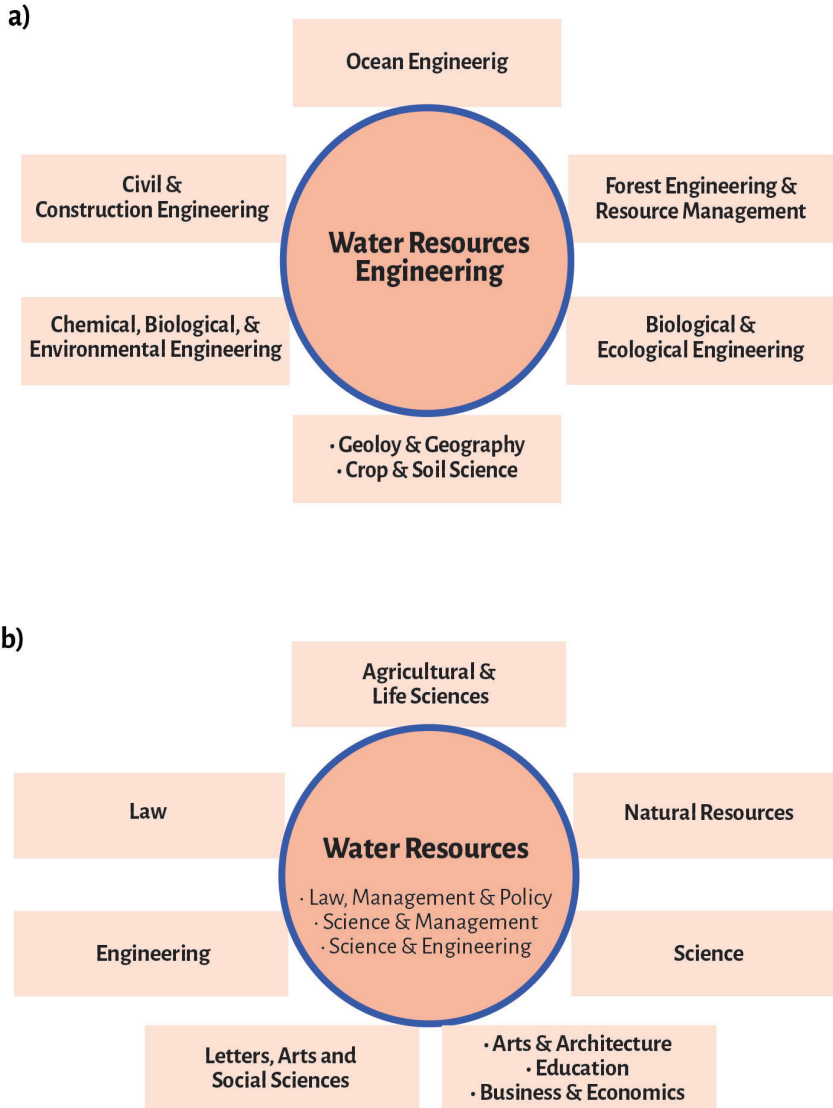 a)
Ocean Engineerig
Civil &
Construction Engineering
Forest Engineering &
Resource Management
Water Resources
Engineering
Chemical, Biological, &
Environmental Engineering
Biological &
Ecological Engineering
· Geoloy & Geography
· Crop & Soil Science
b)
Agricultural &
Life Sciences
Law
Natural Resources
Water Resources
· Law, Management & Policy
· Science & Management
· Science & Engineering
Engineering
Science
Letters, Arts and
Social Sciences
· Arts & Architecture
· Education
· Business & Economics